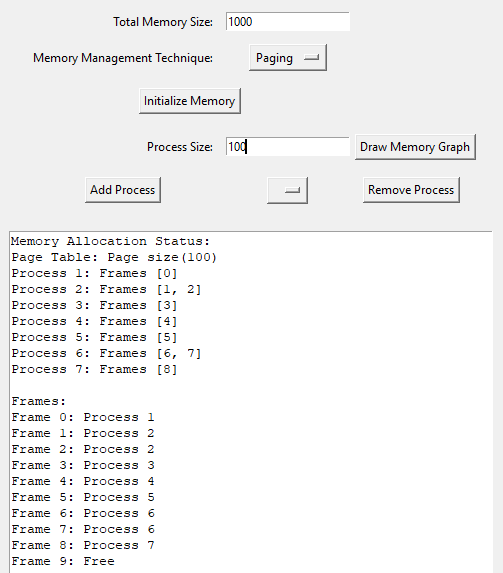 Total Memory Size: 1000
Memory Management Technique: Paging
Initialize Memory
Process Size: 100 Draw Memory Graph
Add Process Remove Process
Memory Allocation Status:
Page Table: Page size(100)
Process 1: Frames [0]
Process 2: Frames [1, 2]
Process 3: Frames [3]
Process 4: Frames [4]
Process 5: Frames [5]
Process 6: Frames [6, 7]
Process 7: Frames [8]
Frames:
Frame 0: Process 1
Frame 1: Process 2
Frame 2: Process 2
Frame 3: Process 3
Frame 4: Process 4
Frame 5: Process 5
Frame 6: Process 6
Frame 7: Process 6
Frame 8: Process 7
Frame 9: Free